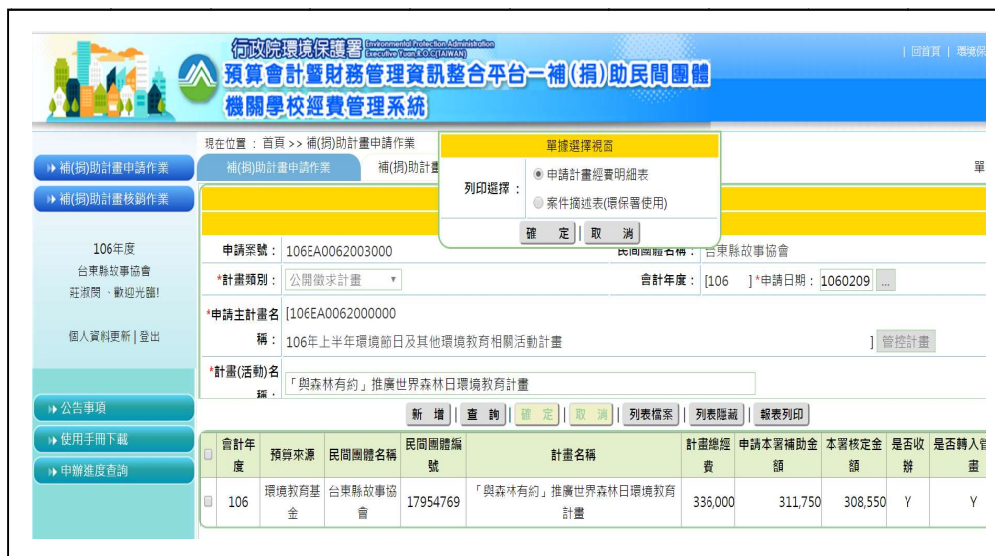 行政院環境保護署 Environmental Protection Administration Executive Yuan.R.O.C(TAIWAN)
預算會計暨財務管理資訊整合平台—補(捐)助民間團體
機關學校經費管理系統
| 回首頁 | 環境保
現在位置 : 首頁 >> 補(捐)助計畫申請作業
補(捐)助計畫申請作業
補(捐)助計畫核銷作業
106年度
台東縣故事協會
莊淑閔 、歡迎光臨!
個人資料更新 | 登出
公告事項
使用手冊下載
申辦進度查詢
補(捐)助計畫申請作業
補(捐)助計畫
單
單據選擇視窗
列印選擇 :
申請計畫經費明細表
案件摘述表(環保署使用)
確 定 | 取 消
申請案號 : 106EA0062003000
民間團體名稱 : 台東縣故事協會
*計畫類別 : 公開徵求計畫
會計年度 : [106 ] *申請日期 : 1060209 ...
*申請主計畫名稱 : [106EA0062000000
106年上半年環境節日及其他環境教育相關活動計畫 ] 管控計畫
*計畫(活動)名稱 : 「與森林有約」推廣世界森林日環境教育計畫
新 增 | 查 詢 | 確 定 | 取 消 | 列表檔案 | 列表隱藏 | 報表列印
會計年度 預算來源 民間團體名稱 民間團體編號 計畫名稱 計畫總經費 申請本署補助金額 本署核定金額 是否收辦 是否轉入管 畫
106 環境教育基金 台東縣故事協會 17954769 「與森林有約」推廣世界森林日環境教育計畫 336,000 311,750 308,550 Y Y